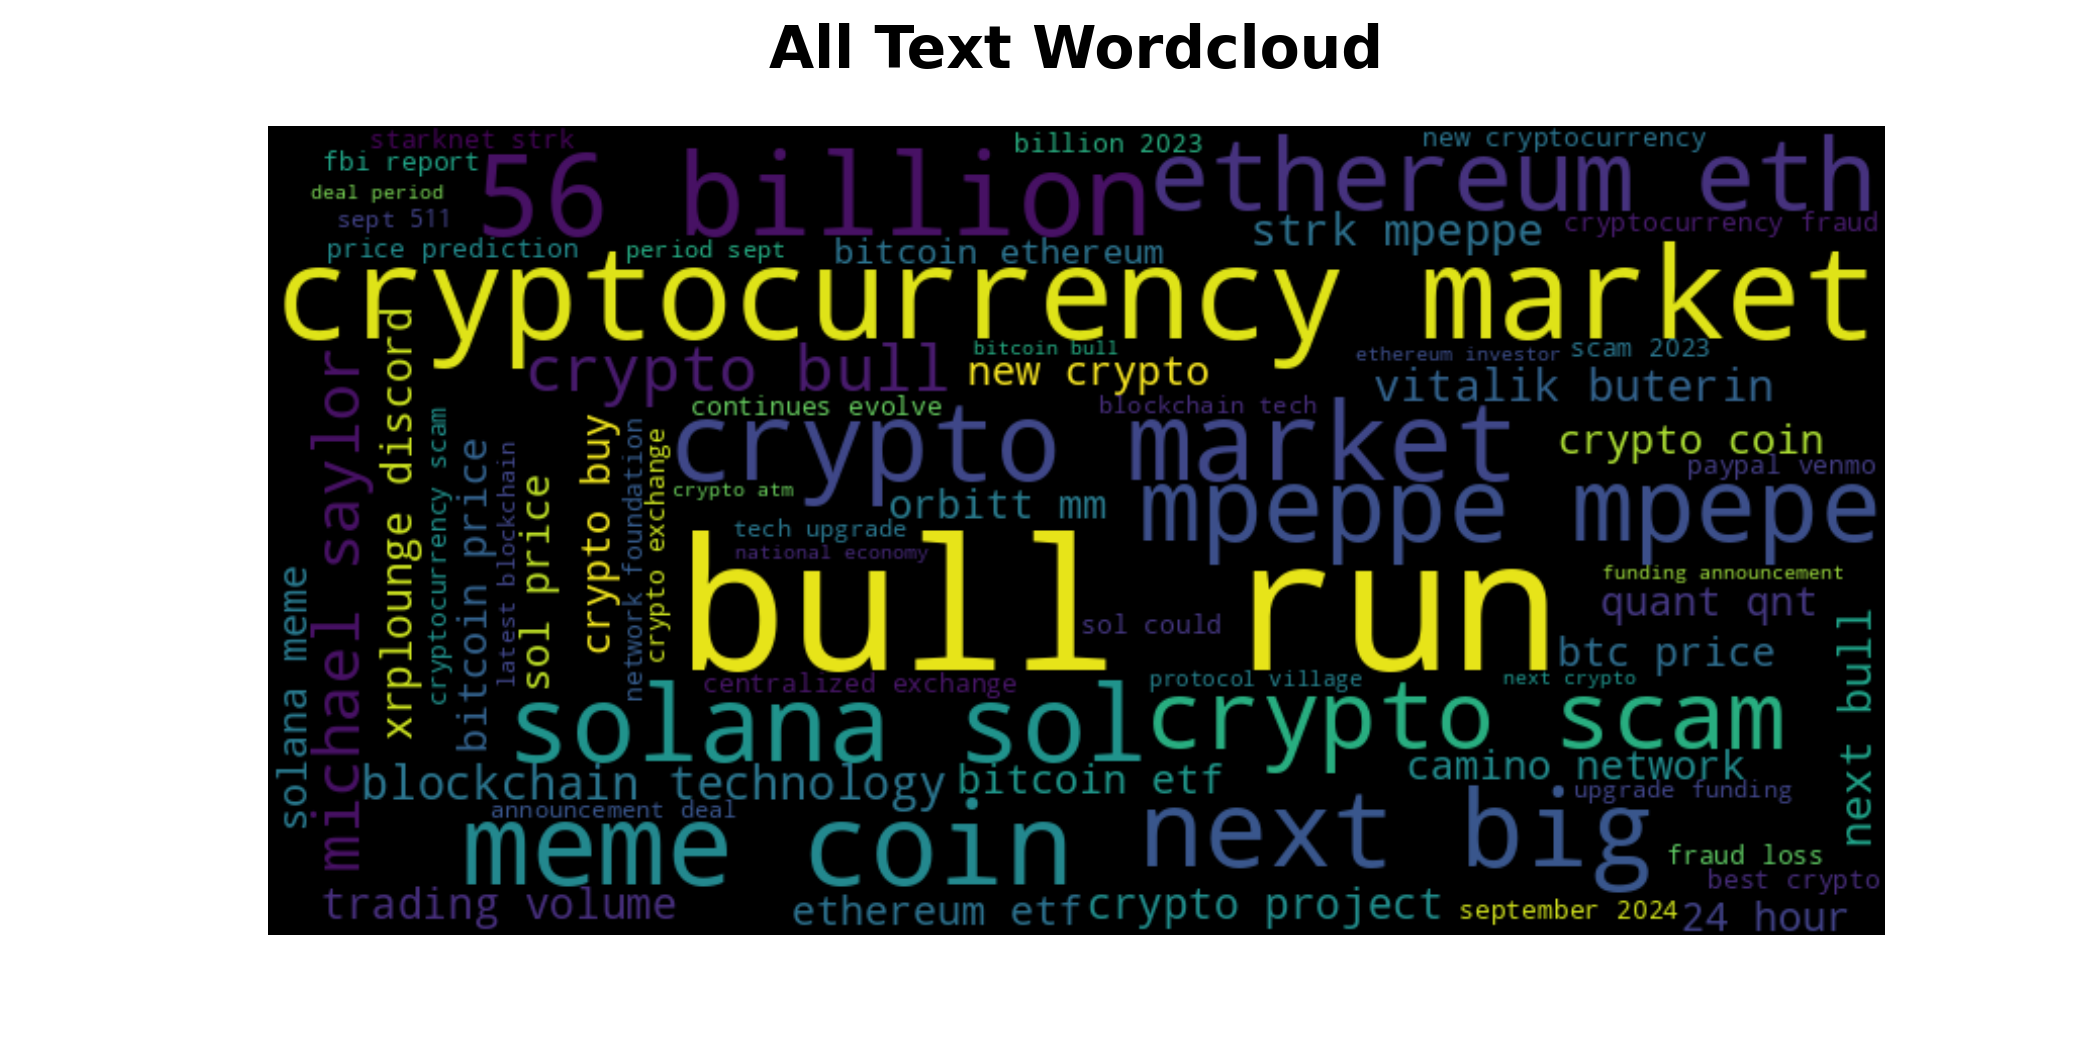 All Text Wordcloud
starknet strk
billion 2023
new cryptocurrency
fbi report
56 billion
ethereum eth
deal period
sept 511
strk mpeppe
cryptocurrency fraud
price prediction
period sept
bitcoin ethereum
cryptocurrency market
crypto bull
bitcoin bull
new crypto
ethereum investor
scam 2023
vitalik buterin
continues evolve
blockchain tech
crypto market
crypto coin
paypal venmo
crypto atm
orbitt mm
mpeppe mpepe
tech upgrade
national economy
bull run
funding announcement
quant qnt
sol could
btc price
michael saylor
xrplounge discord
cryptocurrency scam
bitcoin price
latest blockchain
sol price
crypto buy
network foundation
crypto exchange
solana meme
next bull
centralized exchange
protocol village
next crypto
solana sol
crypto scam
blockchain technology
bitcoin etf
camino network
announcement deal
upgrade funding
meme coin
next big
fraud loss
best crypto
trading volume
ethereum etf
crypto project
september 2024
24 hour